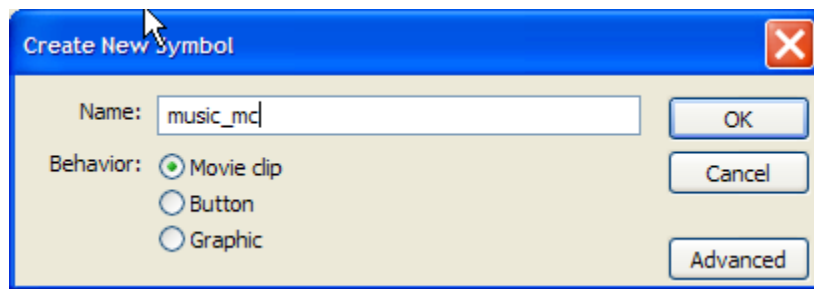 Create New Symbol
Name: music_mc OK
Behavior: Movie clip Cancel
Button
Graphic
Advanced